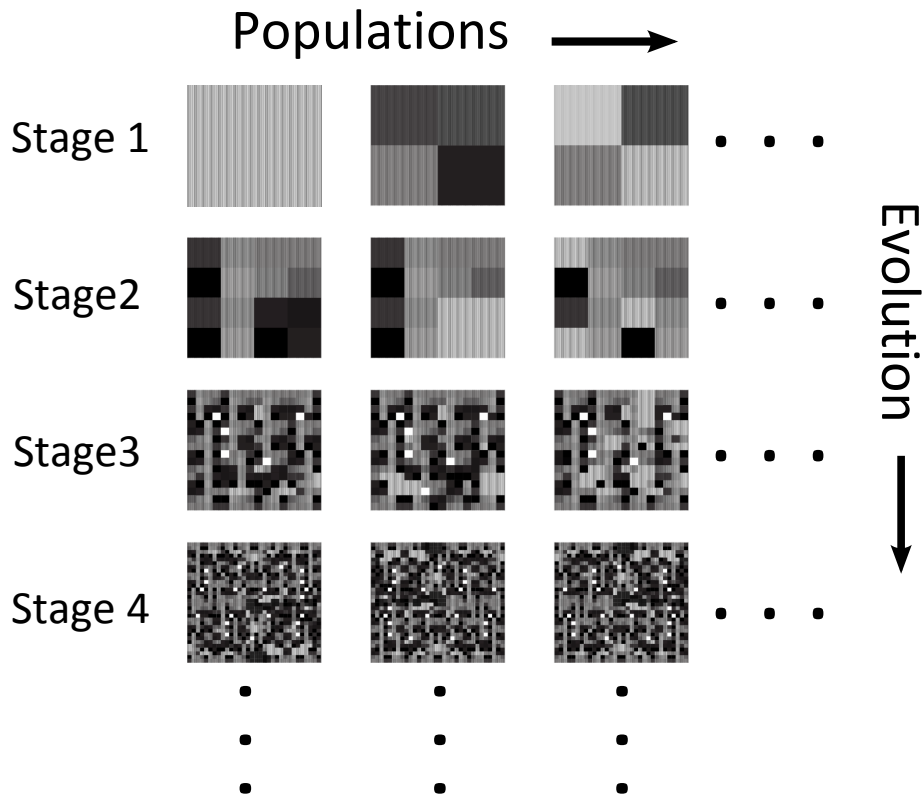 Populations
Stage 1
Stage2
Stage3
Stage 4
Evolution